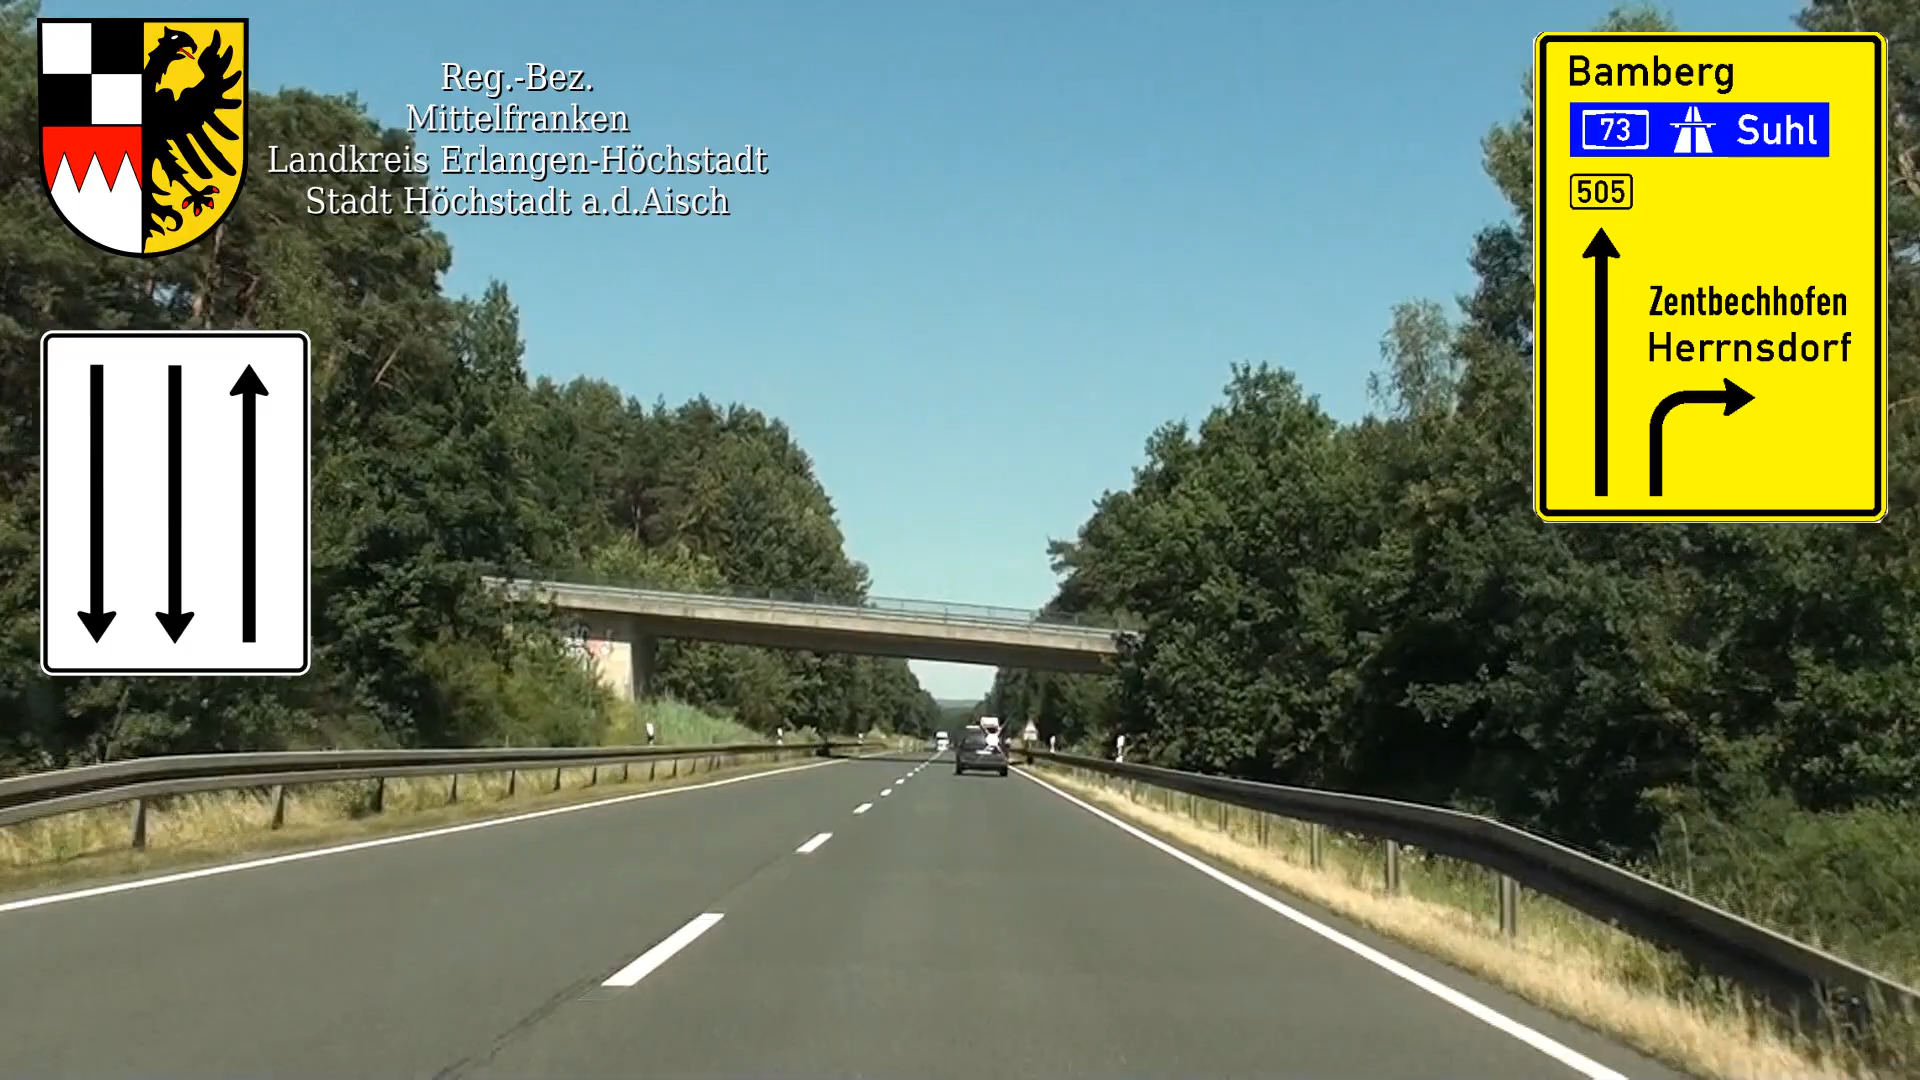 Reg.-Bez.
Mittelfranken
Landkreis Erlangen-Höchstadt
Stadt Höchstadt a.d.Aisch
Bamberg
73 Suhl
505
Zentbechhofen
Herrnsdorf